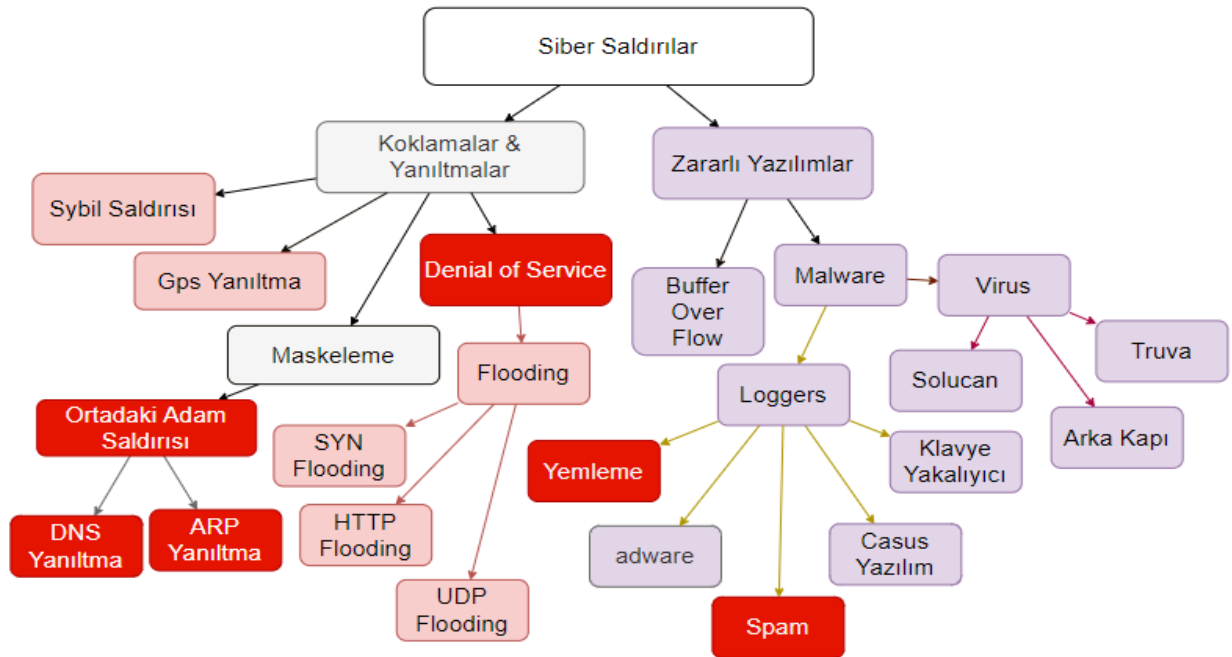 Siber Saldırılar
Koklamalar &
Yanıltmalar
Zararlı Yazılımlar
Sybil Saldırısı
Gps Yanıltma
Denial of Service
Buffer
Over
Flow
Malware
Virus
Maskeleme
Flooding
Truva
Solucan
Loggers
Ortadaki Adam
Saldırısı
SYN
Flooding
Arka Kapı
Klavye
Yakalıyıcı
Yemleme
DNS
Yanıltma
ARP
Yanıltma
HTTP
Flooding
adware
Casus
Yazılım
UDP
Flooding
Spam